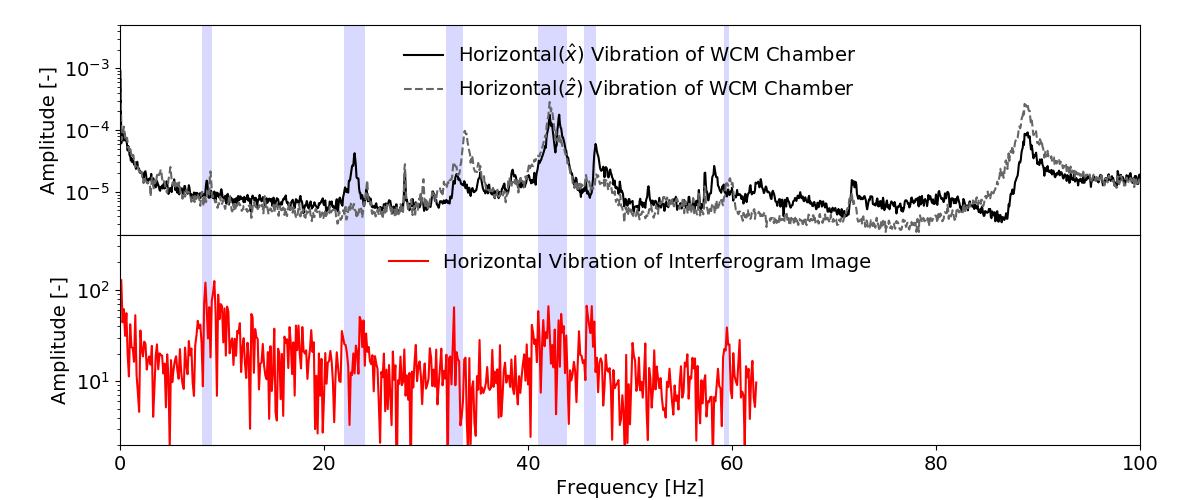 Amplitude [-]
10⁻³
10⁻⁴
10⁻⁵
Horizontal(x̂) Vibration of WCM Chamber
Horizontal(ẑ) Vibration of WCM Chamber
Amplitude [-]
10²
10¹
Horizontal Vibration of Interferogram Image
0 20 40 60 80 100
Frequency [Hz]